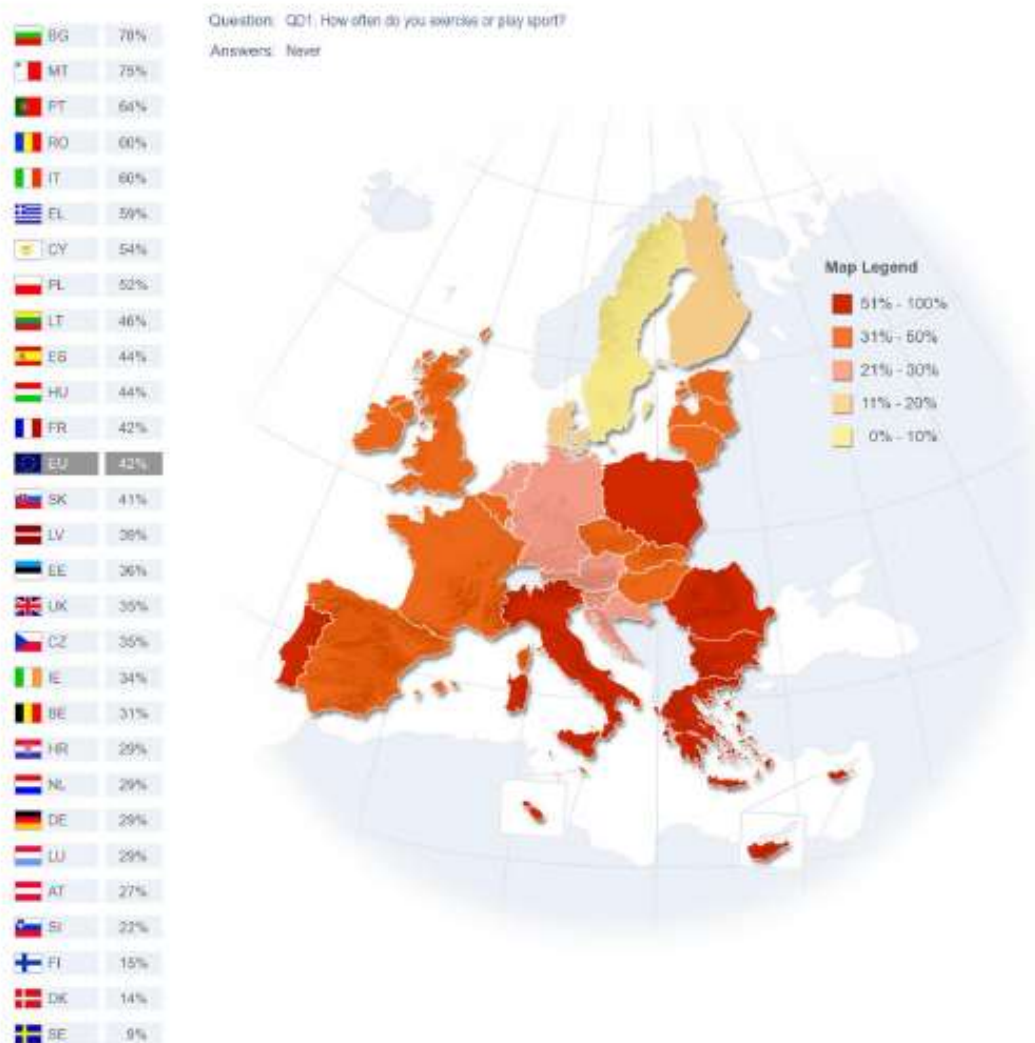 Question: QD1. How often do you exercise or play sport?
Answers: Never
BG 78%
MT 75%
PT 64%
RO 60%
IT 60%
EL 59%
CY 54%
PL 52%
LT 46%
ES 44%
HU 44%
FR 42%
EU 42%
SK 41%
LV 39%
EE 36%
UK 35%
CZ 35%
IE 34%
BE 31%
HR 29%
NL 29%
DE 29%
LU 29%
AT 27%
SI 22%
FI 15%
DK 14%
SE 9%
Map Legend
51% - 100%
31% - 50%
21% - 30%
11% - 20%
0% - 10%